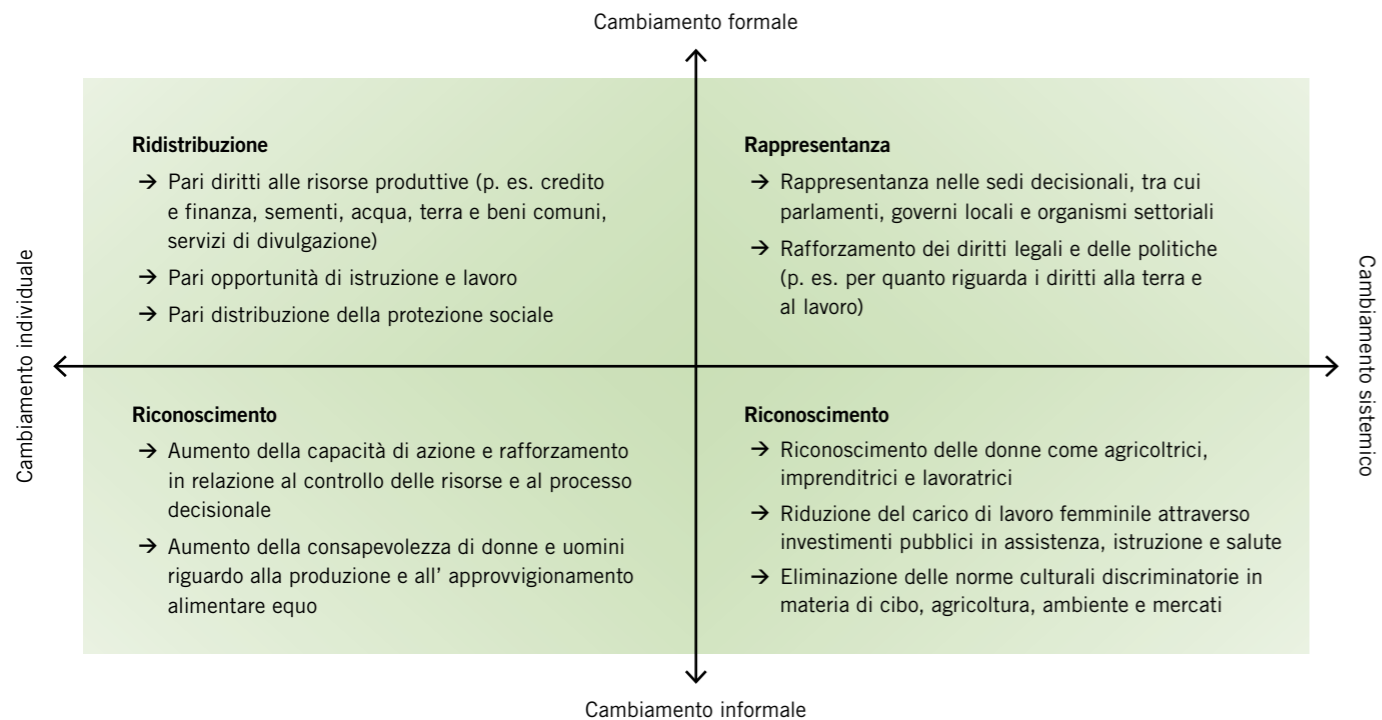 Cambiamento formale
Ridistribuzione
→ Pari diritti alle risorse produttive (p. es. credito
e finanza, sementi, acqua, terra e beni comuni,
servizi di divulgazione)
→ Pari opportunità di istruzione e lavoro
→ Pari distribuzione della protezione sociale
Rappresentanza
→ Rappresentanza nelle sedi decisionali, tra cui
parlamenti, governi locali e organismi settoriali
→ Rafforzamento dei diritti legali e delle politiche
(p. es. per quanto riguarda i diritti alla terra e
al lavoro)
Cambiamento individuale
Cambiamento sistemico
Riconoscimento
→ Aumento della capacità di azione e rafforzamento
in relazione al controllo delle risorse e al processo
decisionale
→ Aumento della consapevolezza di donne e uomini
riguardo alla produzione e all' approvvigionamento
alimentare equo
Riconoscimento
→ Riconoscimento delle donne come agricoltrici,
imprenditrici e lavoratrici
→ Riduzione del carico di lavoro femminile attraverso
investimenti pubblici in assistenza, istruzione e salute
→ Eliminazione delle norme culturali discriminatorie in
materia di cibo, agricoltura, ambiente e mercati
Cambiamento informale